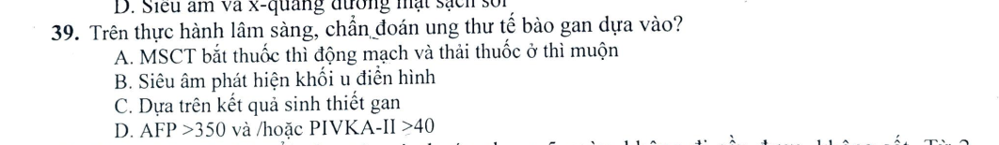 D. Siêu âm và x-quang đường mật sạch sỏi
39. Trên thực hành lâm sàng, chẩn đoán ung thư tế bào gan dựa vào?
A. MSCT bắt thuốc thì động mạch và thải thuốc ở thì muộn
B. Siêu âm phát hiện khối u điển hình
C. Dựa trên kết quả sinh thiết gan
D. AFP >350 và /hoặc PIVKA-II >40